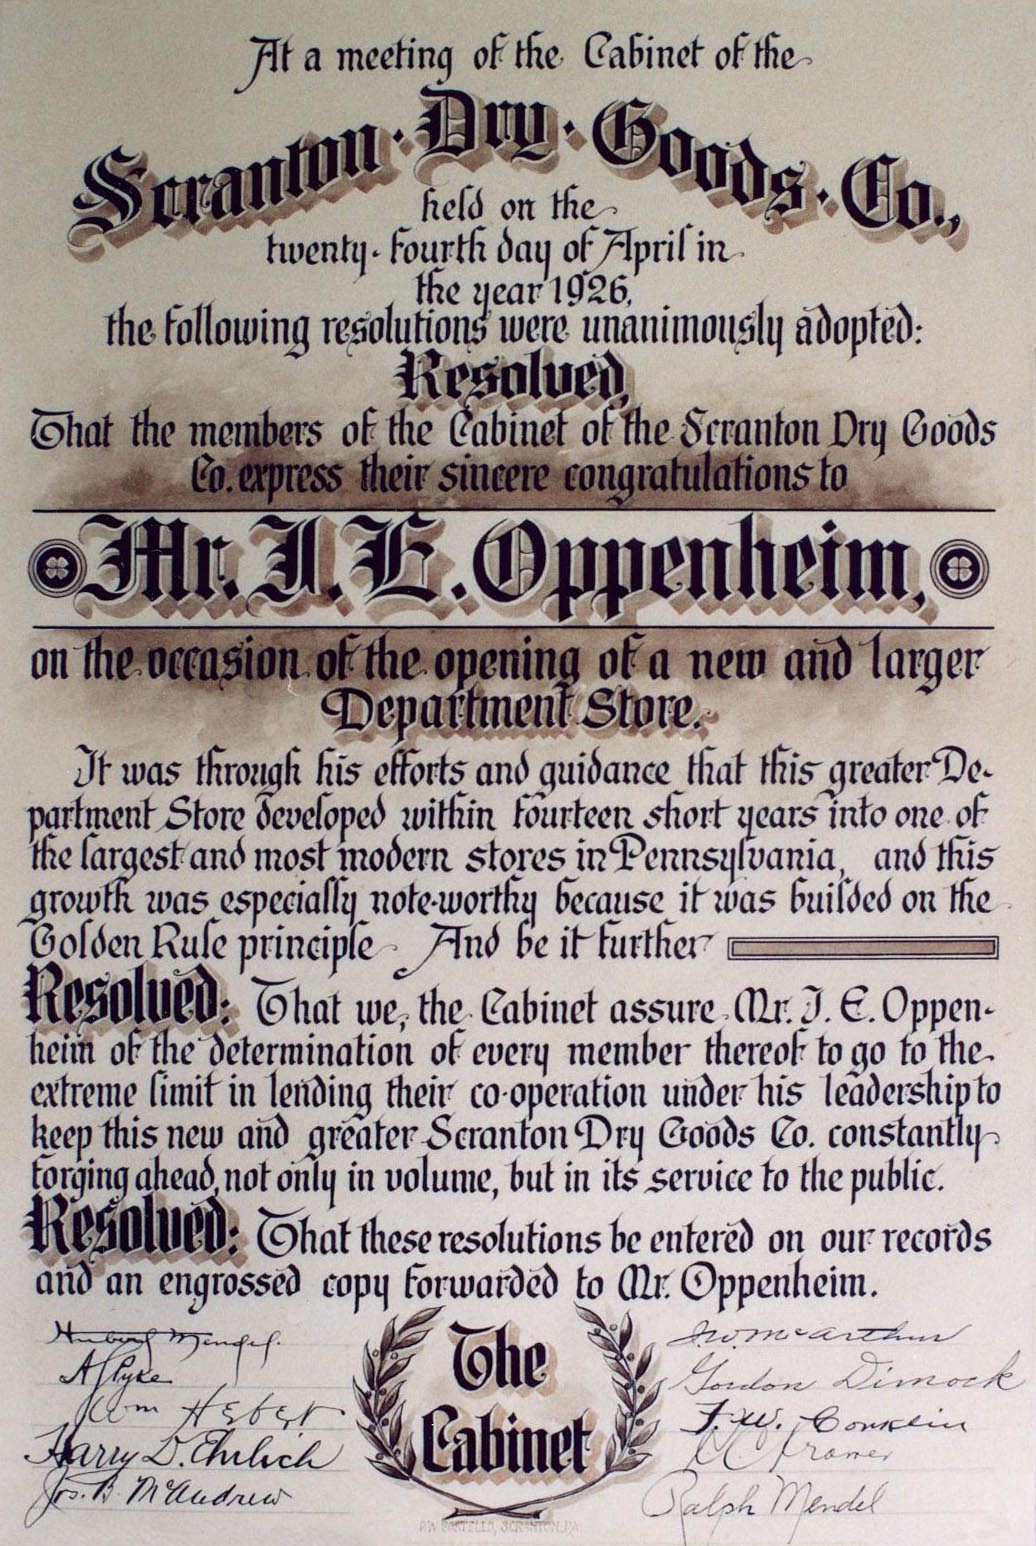 At a meeting of the Cabinet of the
Scranton · Dry · Goods · Co.,
held on the
twenty-fourth day of April in
the year 1926,
the following resolutions were unanimously adopted:
Resolved,
That the members of the Cabinet of the Scranton Dry Goods
Co. express their sincere congratulations to
Mr. I. E. Oppenheim,
on the occasion of the opening of a new and larger
Department Store.
It was through his efforts and guidance that this greater De-
partment Store developed within fourteen short years into one of
the largest and most modern stores in Pennsylvania, and this
growth was especially note-worthy because it was builded on the
Golden Rule principle And be it further
Resolved: That we, the Cabinet assure Mr. I. E. Oppen-
heim of the determination of every member thereof to go to the
extreme limit in lending their co-operation under his leadership to
keep this new and greater Scranton Dry Goods Co. constantly
forging ahead, not only in volume, but in its service to the public.
Resolved: That these resolutions be entered on our records
and an engrossed copy forwarded to Mr. Oppenheim.
The
Cabinet
Herbert Mendel.
Wm Hebert
Harry D. Ehrlich
Jos. B. McAndrew
J. W. McArthur
Gordon Dimock
F. W. Conklin
C. Kramer
Ralph Mendel
SCRANTON, PA.